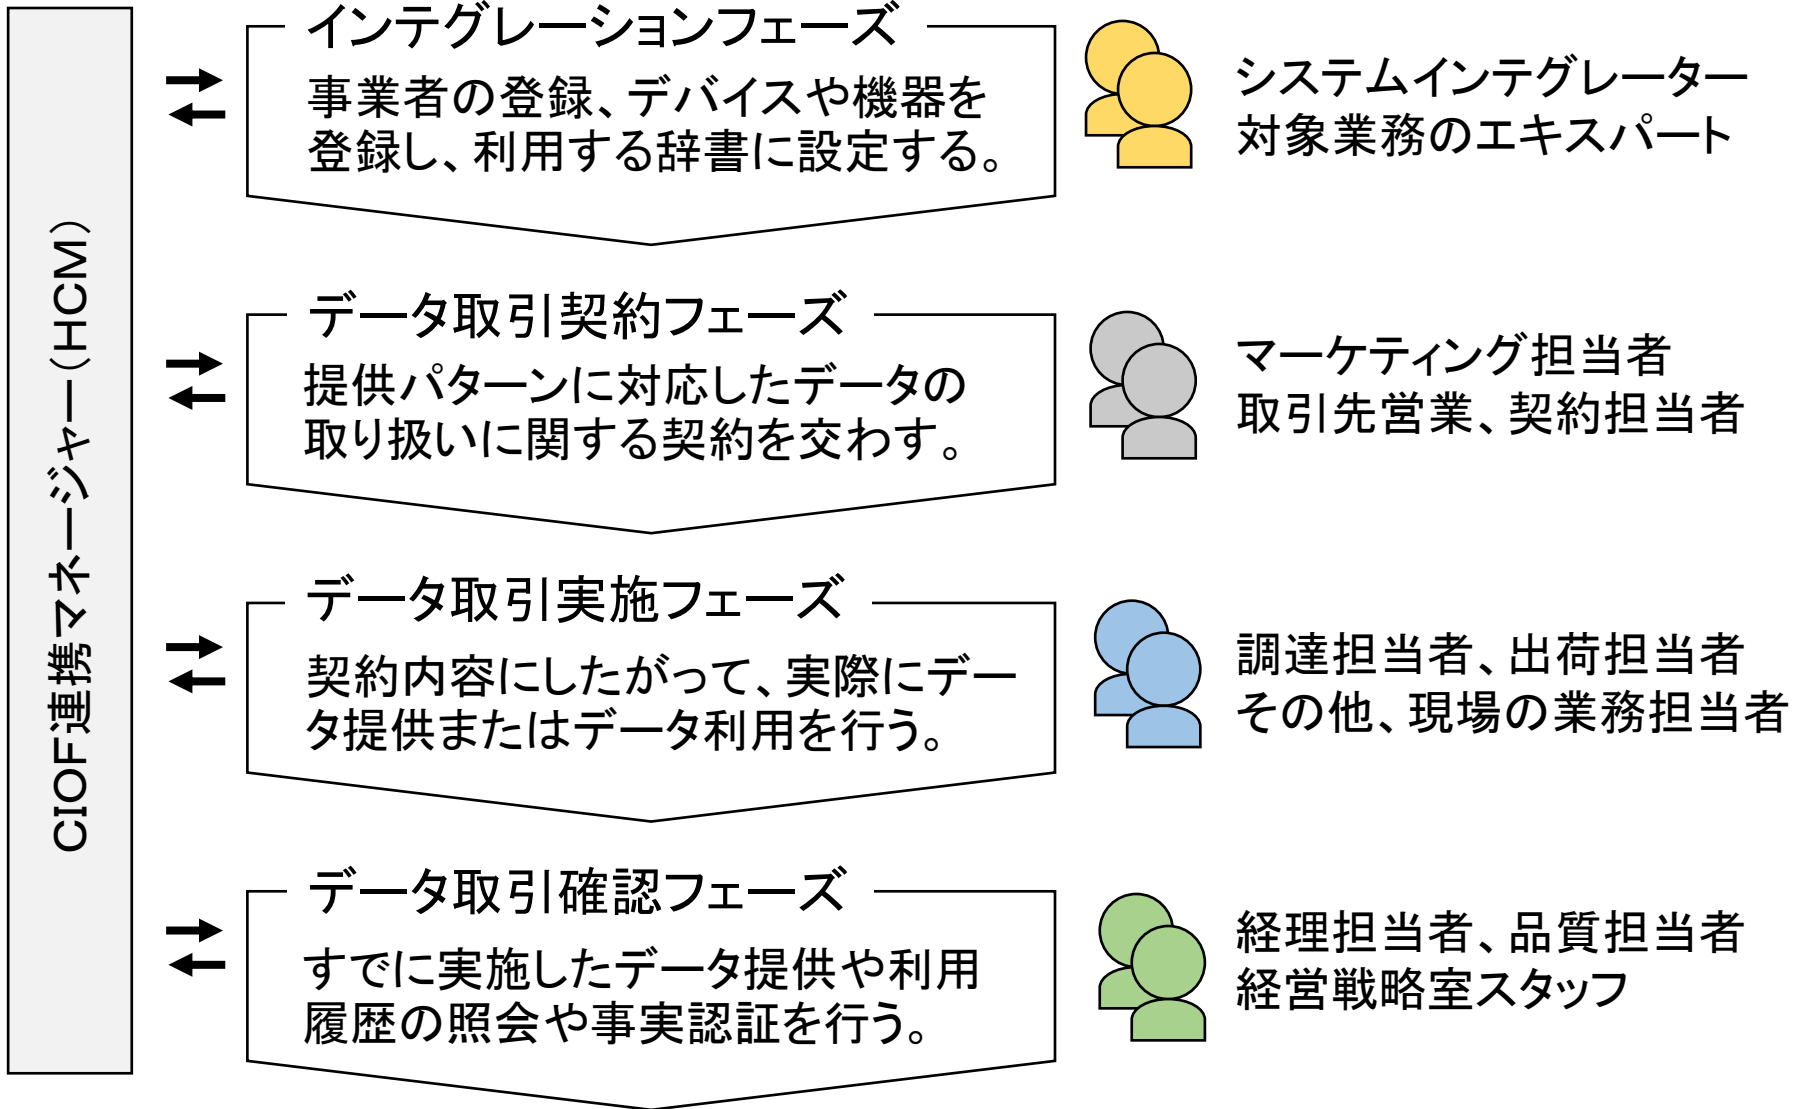 CIOF連携マネージャー(HCM)
インテグレーションフェーズ
事業者の登録、デバイスや機器を
登録し、利用する辞書に設定する。
システムインテグレーター
対象業務のエキスパート
データ取引契約フェーズ
提供パターンに対応したデータの
取り扱いに関する契約を交わす。
マーケティング担当者
取引先営業、契約担当者
データ取引実施フェーズ
契約内容にしたがって、実際にデー
タ提供またはデータ利用を行う。
調達担当者、出荷担当者
その他、現場の業務担当者
データ取引確認フェーズ
すでに実施したデータ提供や利用
履歴の照会や事実認証を行う。
経理担当者、品質担当者
経営戦略室スタッフ